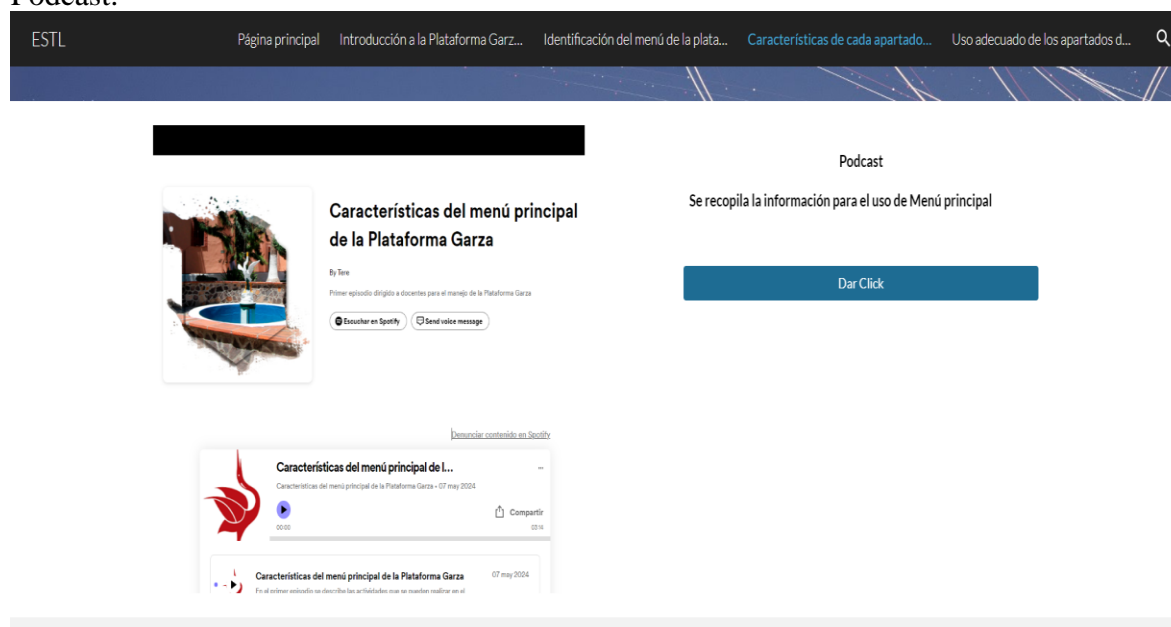 Podcast:
ESTL
Página principal
Introducción a la Plataforma Garz...
Identificación del menú de la plata...
Características de cada apartado...
Uso adecuado de los apartados d...
Características del menú principal
de la Plataforma Garza
By Tere
Primer episodio dirigido a docentes para el manejo de la Plataforma Garza
Escuchar en Spotify
Send voice message
Podcast
Se recopila la información para el uso de Menú principal
Dar Click
Denunciar contenido en Spotify
Características del menú principal de l...
...
Características del menú principal de la Plataforma Garza • 07 may 2024
Compartir
00:00
03:14
Características del menú principal de la Plataforma Garza
07 may 2024
En el primer episodio se describe las actividades que se pueden realizar en el